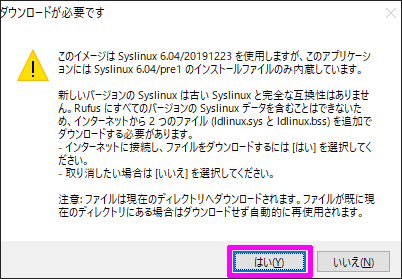 ダウンロードが必要です
このイメージは Syslinux 6.04/20191223 を使用しますが、このアプリケーシ
ョンには Syslinux 6.04/pre1 のインストールファイルのみ内蔵しています。
新しいバージョンの Syslinux は古い Syslinux と完全な互換性はありませ
ん。Rufus にすべてのバージョンの Syslinux データを含むことはできないた
め、インターネットから 2 つのファイル (ldlinux.sys と ldlinux.bss) を追加で
ダウンロードする必要があります。
- インターネットに接続し、ファイルをダウンロードするには [はい] を選択してく
ださい。
- 取り消したい場合は [いいえ] を選択してください。
注意: ファイルは現在のディレクトリへダウンロードされます。ファイルが既に現
在のディレクトリにある場合はダウンロードせず自動的に再使用されます。
はい(Y)
いいえ(N)